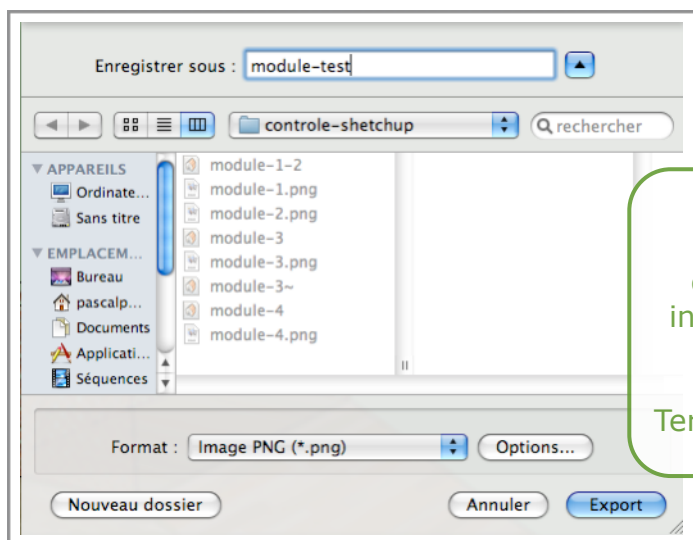 Enregistrer sous : module-test
controle-shetchup
rechercher
APPAREILS
Ordinate...
Sans titre
EMPLACEM...
Bureau
pascalp...
Documents
Applicati...
Séquences
module-1-2
module-1.png
module-2.png
module-3
module-3.png
module-3~
module-4
module-4.png
Format : Image PNG (*.png)
Options...
Nouveau dossier
Annuler
Export
in
Ter